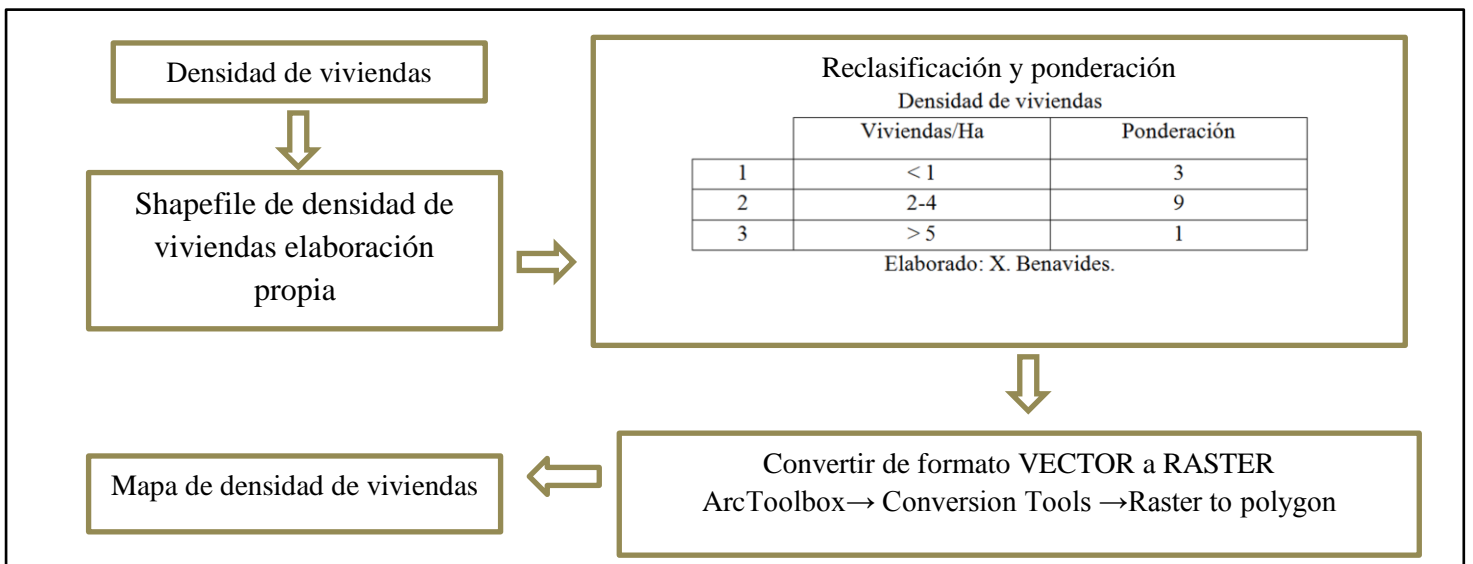 Densidad de viviendas
Shapefile de densidad de
viviendas elaboración
propia
Reclasificación y ponderación
Densidad de viviendas
Viviendas/Ha Ponderación
1 < 1 3
2 2-4 9
3 > 5 1
Elaborado: X. Benavides.
Convertir de formato VECTOR a RASTER
ArcToolbox→ Conversion Tools →Raster to polygon
Mapa de densidad de viviendas